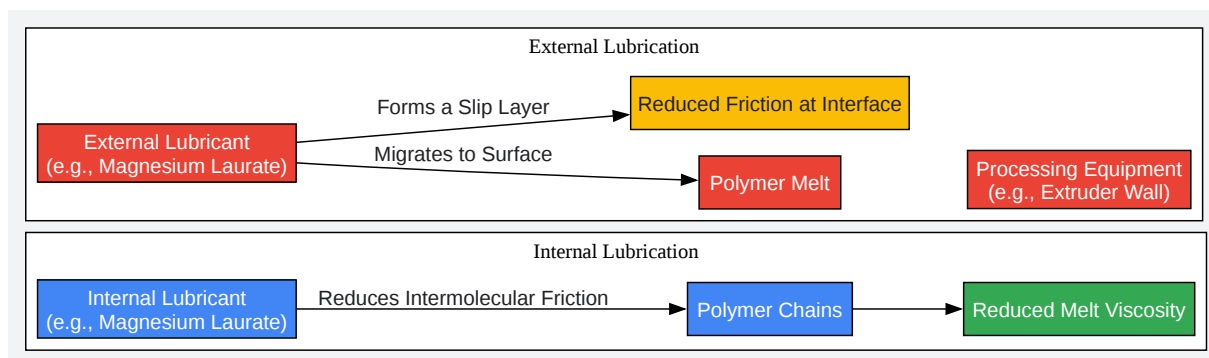 External Lubrication
Forms a Slip Layer
Reduced Friction at Interface
External Lubricant
(e.g., Magnesium Laurate)
Migrates to Surface
Polymer Melt
Processing Equipment
(e.g., Extruder Wall)
Internal Lubrication
Internal Lubricant
(e.g., Magnesium Laurate)
Reduces Intermolecular Friction
Polymer Chains
Reduced Melt Viscosity